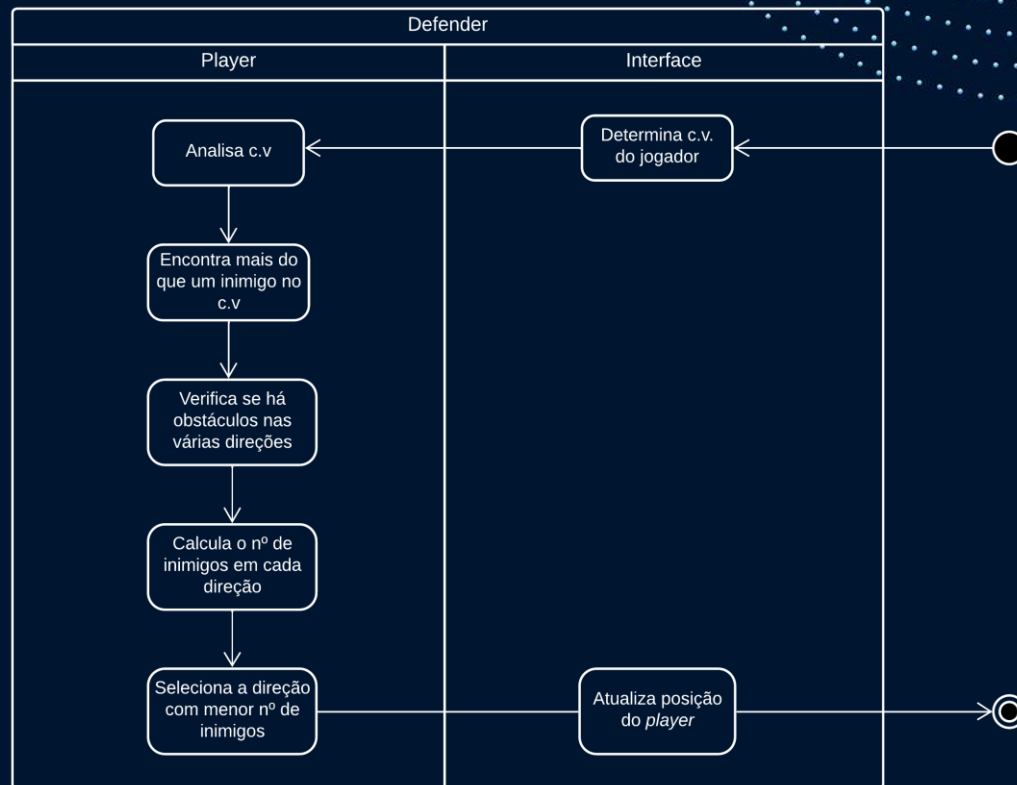 Defender
Player
Interface
Analisa c.v
Determina c.v.
do jogador
Encontra mais do
que um inimigo no
c.v
Verifica se há
obstáculos nas
várias direções
Calcula o nº de
inimigos em cada
direção
Seleciona a direção
com menor nº de
inimigos
Atualiza posição
do player